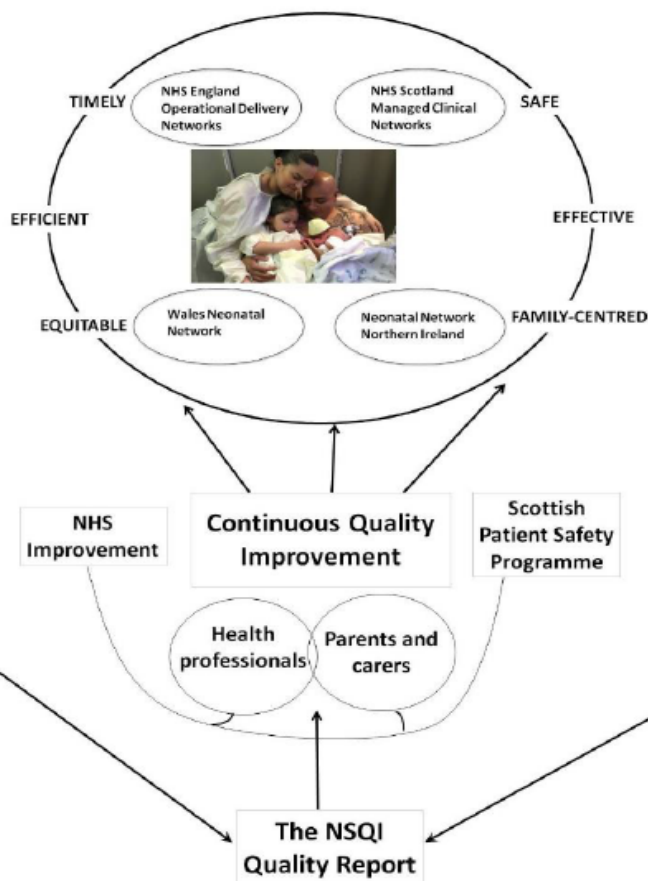 NHS England
Operational Delivery
Networks
NHS Scotland
Managed Clinical
Networks
TIMELY
SAFE
EFFICIENT
EFFECTIVE
EQUITABLE
Wales Neonatal
Network
Neonatal Network
Northern Ireland
FAMILY-CENTRED
NHS
Improvement
Continuous Quality
Improvement
Scottish
Patient Safety
Programme
Health
professionals
Parents and
carers
The NSQI
Quality Report